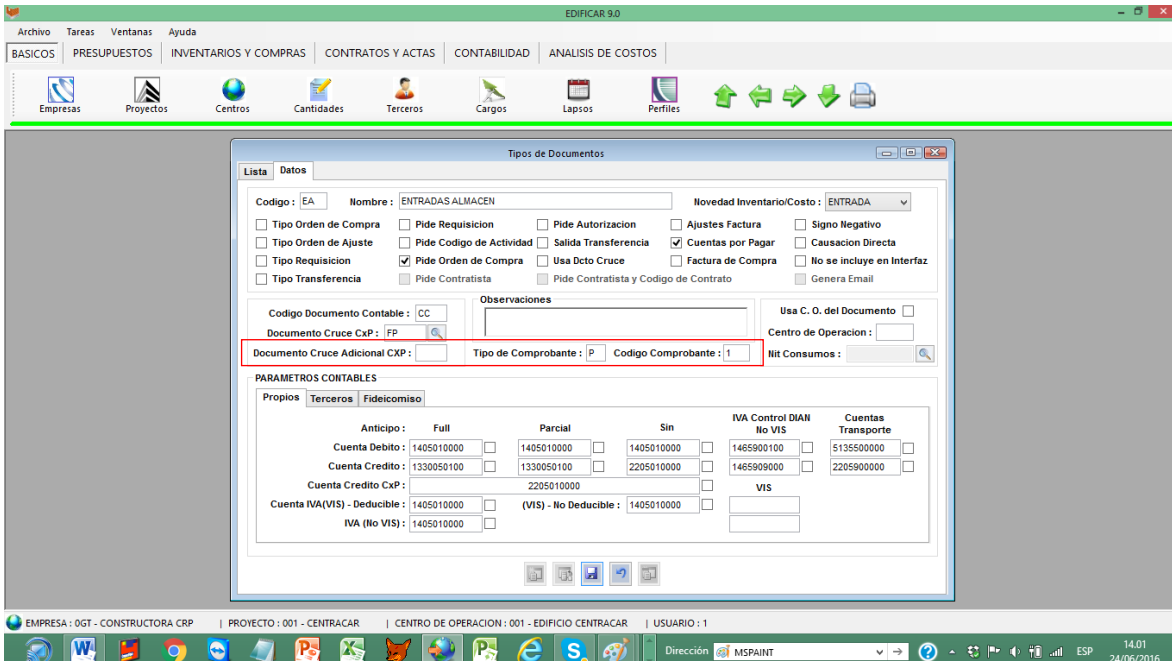 EDIFICAR 9.0
Archivo Tareas Ventanas Ayuda
BASICOS PRESUPUESTOS INVENTARIOS Y COMPRAS CONTRATOS Y ACTAS CONTABILIDAD ANALISIS DE COSTOS
Empresas Proyectos Centros Cantidades Terceros Cargos Lapsos Perfiles
Tipos de Documentos
Lista Datos
Codigo : EA Nombre : ENTRADAS ALMACEN Novedad Inventario/Costo : ENTRADA
Tipo Orden de Compra Pide Requisicion Pide Autorizacion Ajustes Factura Signo Negativo
Tipo Orden de Ajuste Pide Codigo de Actividad Salida Transferencia Cuentas por Pagar Causacion Directa
Tipo Requisicion Pide Orden de Compra Usa Dcto Cruce Factura de Compra No se incluye en Interfaz
Tipo Transferencia Pide Contratista Pide Contratista y Codigo de Contrato Genera Email
Observaciones
Codigo Documento Contable : CC Usa C. O. del Documento
Documento Cruce CxP : FP Centro de Operacion :
Documento Cruce Adicional CXP : Tipo de Comprobante : P Codigo Comprobante : 1 Nit Consumos :
PARAMETROS CONTABLES
Propios Terceros Fideicomiso
Anticipo : Full Parcial Sin IVA Control DIAN No VIS Cuentas Transporte
Cuenta Debito : 1405010000 1405010000 1405010000 1465900100 5135500000
Cuenta Credito : 1330050100 1330050100 2205010000 1465909000 2205900000
Cuenta Credito CxP : 2205010000 VIS
Cuenta IVA(VIS) - Deducible : 1405010000 (VIS) - No Deducible : 1405010000
IVA (No VIS) : 1405010000
EMPRESA : 0GT - CONSTRUCTORA CRP | PROYECTO : 001 - CENTRACAR | CENTRO DE OPERACION : 001 - EDIFICIO CENTRACAR | USUARIO : 1
Dirección MSPAINT ESP 14.01
24/06/2016